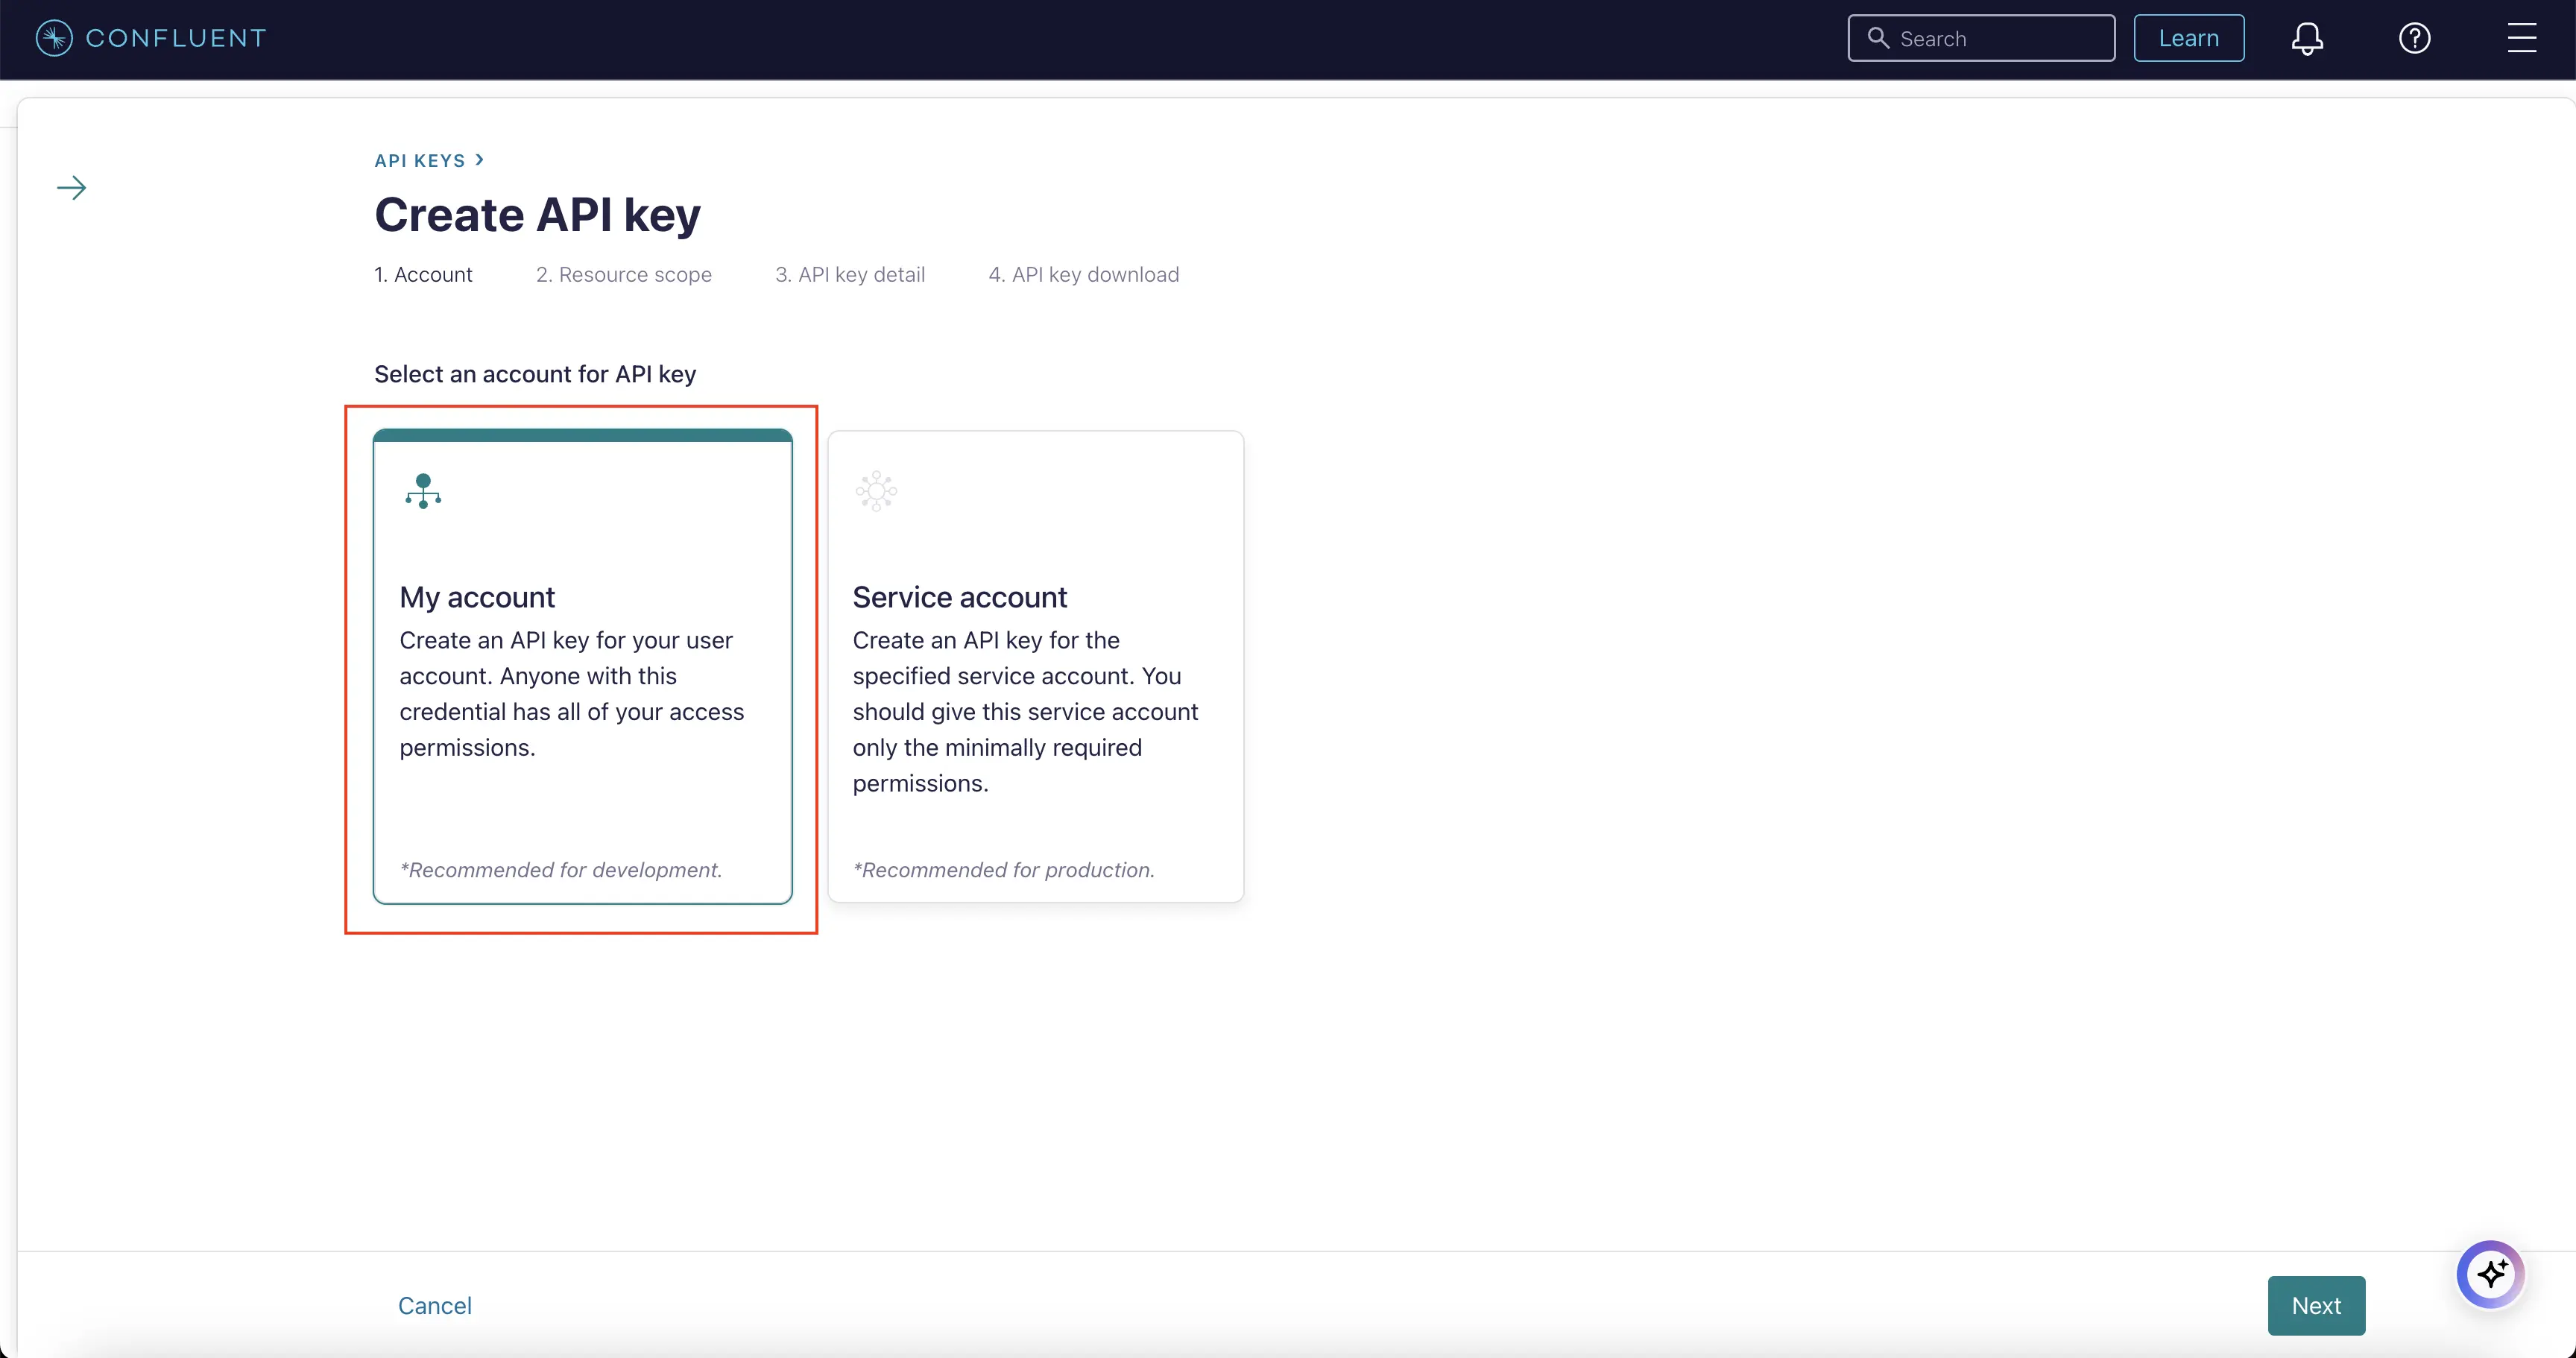 CONFLUENT
Search
Learn
API KEYS
Create API key
1. Account 2. Resource scope 3. API key detail 4. API key download
Select an account for API key
My account
Create an API key for your user
account. Anyone with this
credential has all of your access
permissions.
*Recommended for development.
Service account
Create an API key for the
specified service account. You
should give this service account
only the minimally required
permissions.
*Recommended for production.
Cancel
Next